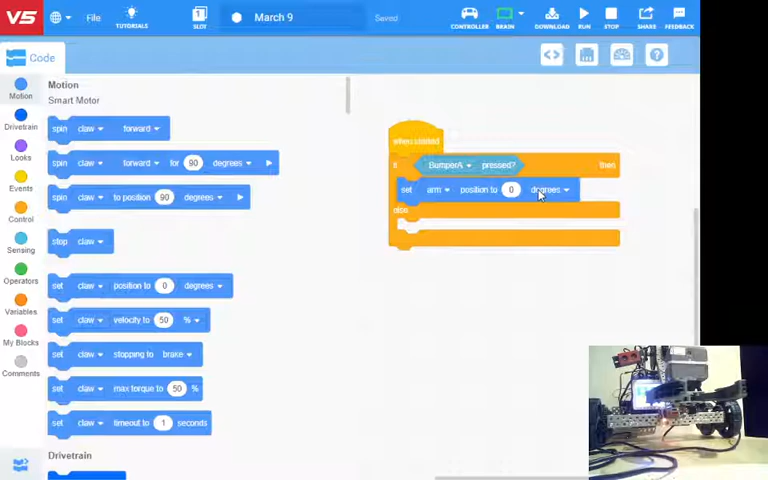 V5 File TUTORIALS 1 SLOT March 9 Saved CONTROLLER BRAIN DOWNLOAD RUN STOP SHARE FEEDBACK
Code
Motion
Drivetrain
Looks
Events
Control
Sensing
Operators
Variables
My Blocks
Comments
Motion
Smart Motor
spin claw forward
spin claw forward for 90 degrees
spin claw to position 90 degrees
stop claw
set claw position to 0 degrees
set claw velocity to 50 %
set claw stopping to brake
set claw max torque to 50 %
set claw timeout to 1 seconds
Drivetrain
when started
if BumperA pressed? then
set arm position to 0 degrees
else